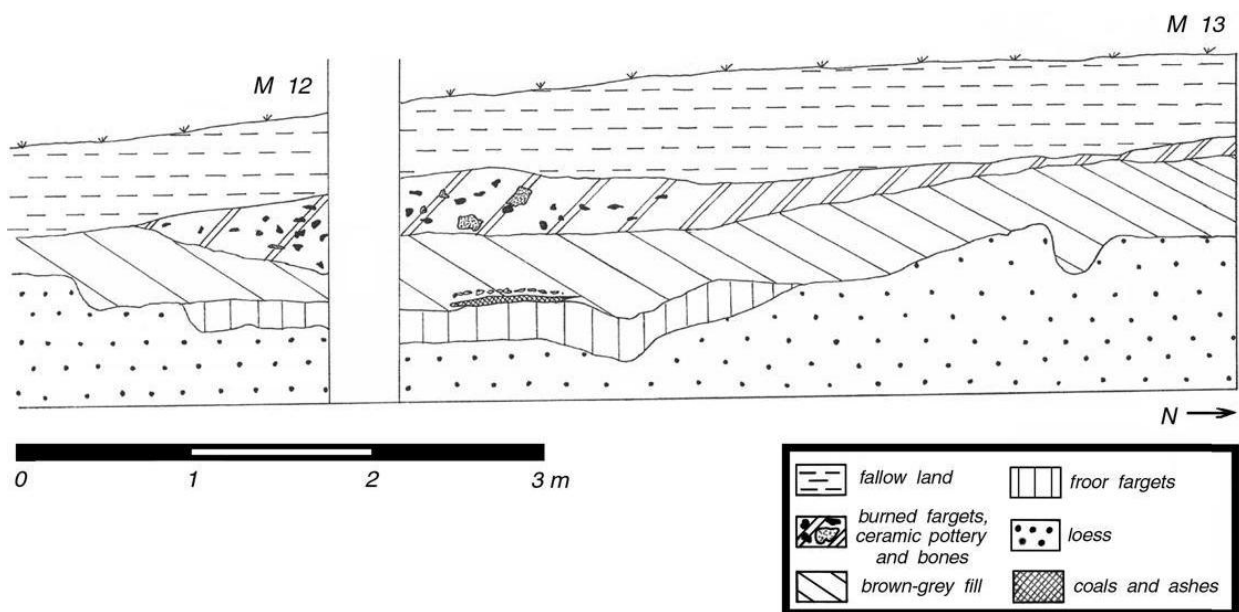 M 13
M 12
N
0 1 2 3 m
fallow land
froor fargets
burned fargets,
ceramic pottery
and bones
loess
brown-grey fill
coals and ashes